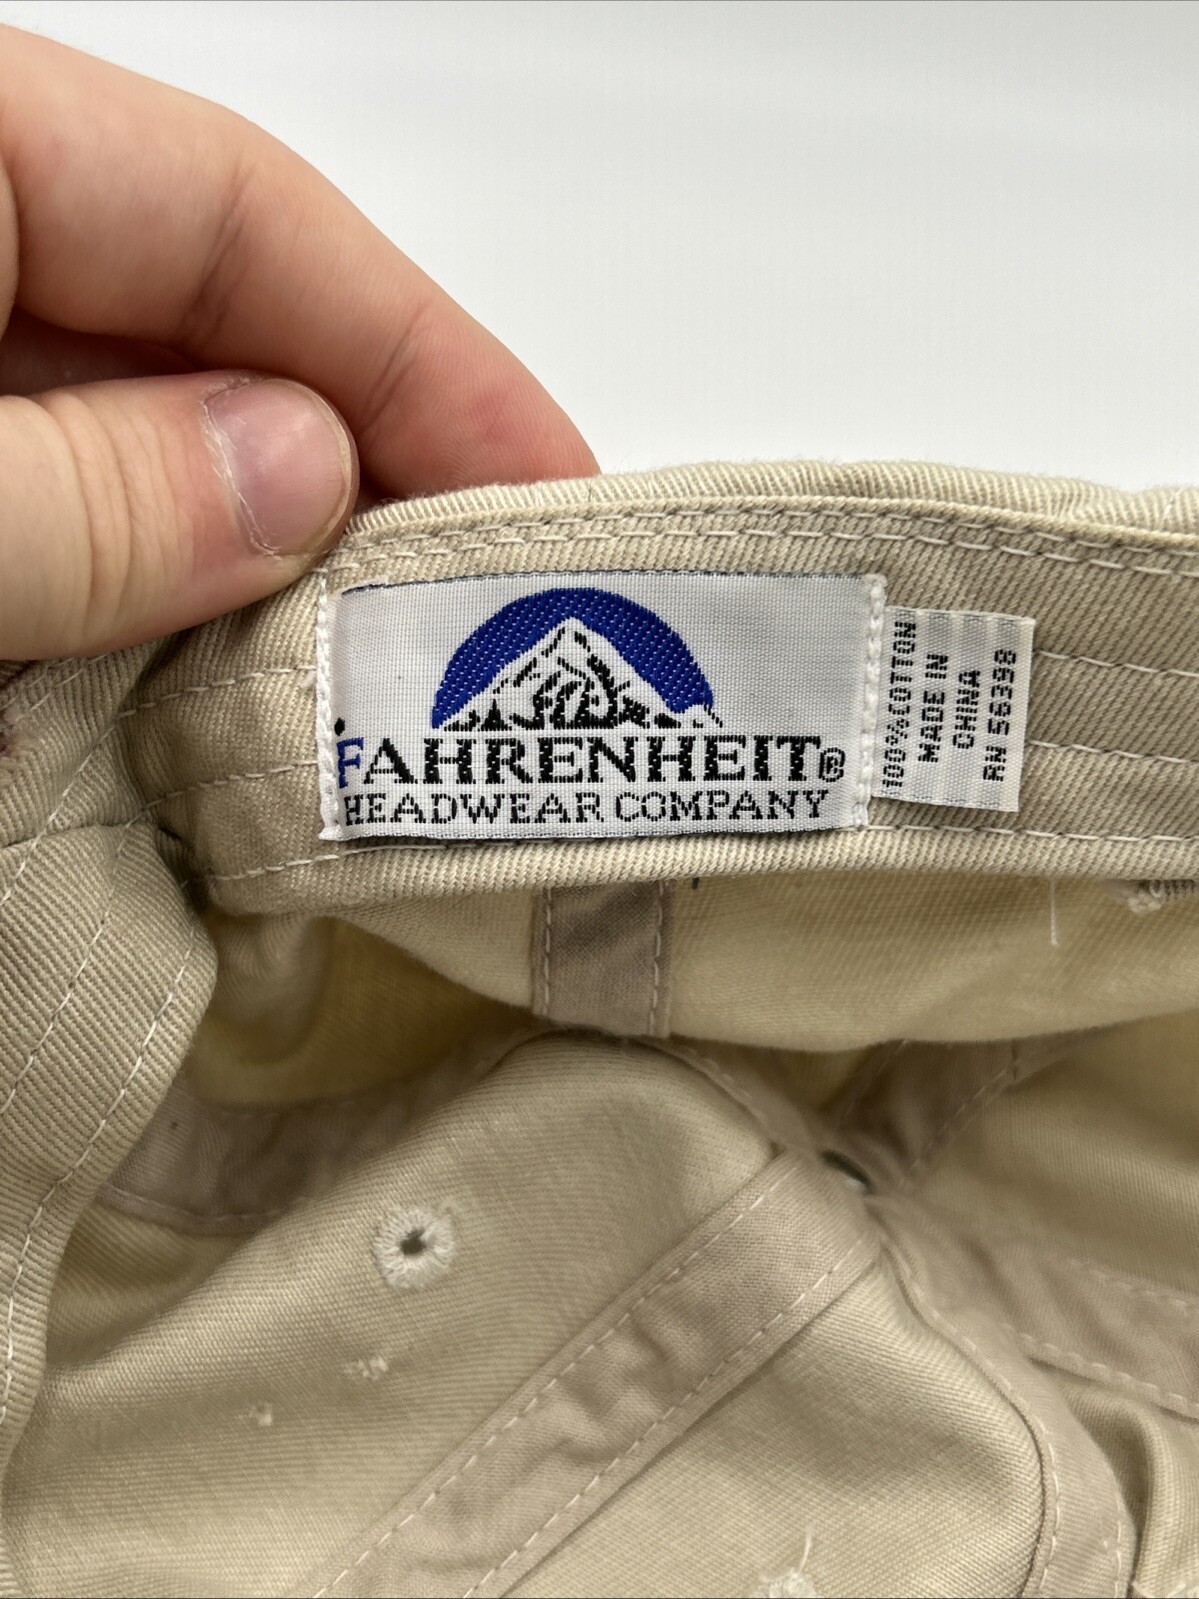 FAHRENHEIT®
HEADWEAR COMPANY
100% COTTON
MADE IN
CHINA
RN 56398